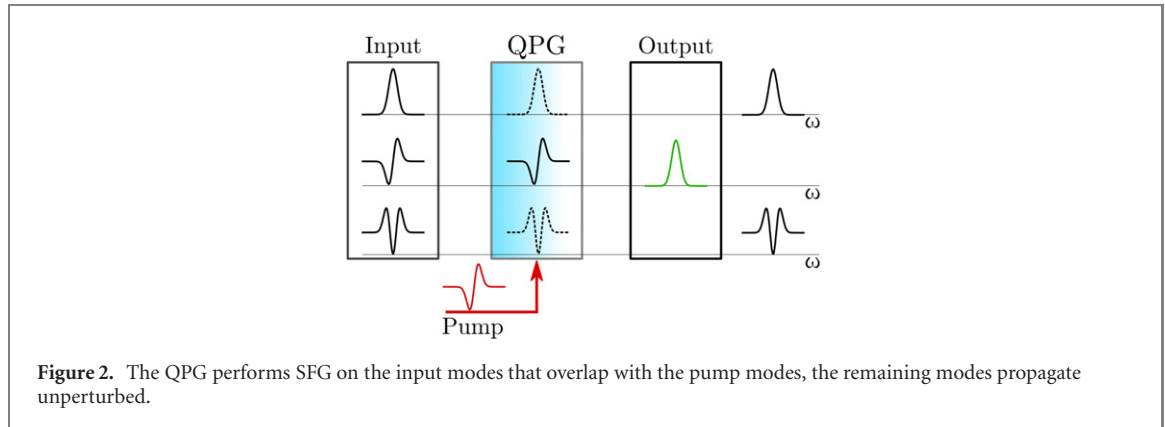 Input QPG Output
ω
ω
ω
Pump
Figure 2. The QPG performs SFG on the input modes that overlap with the pump modes, the remaining modes propagate
unperturbed.